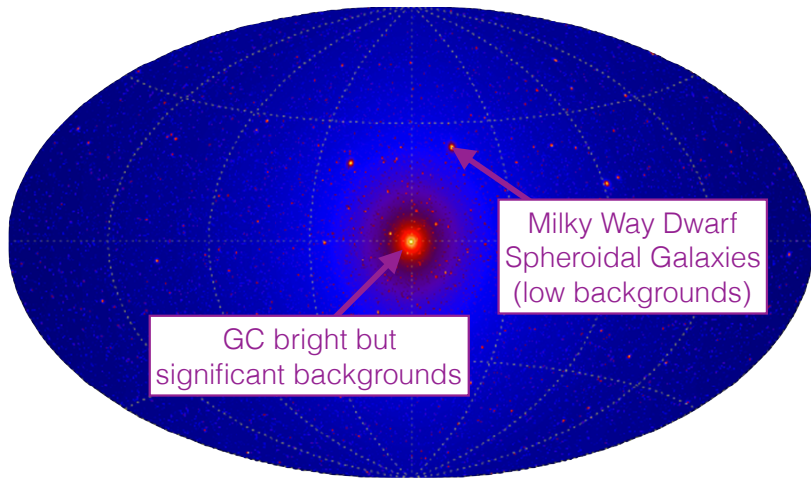 Milky Way Dwarf
Spheroidal Galaxies
(low backgrounds)
GC bright but
significant backgrounds